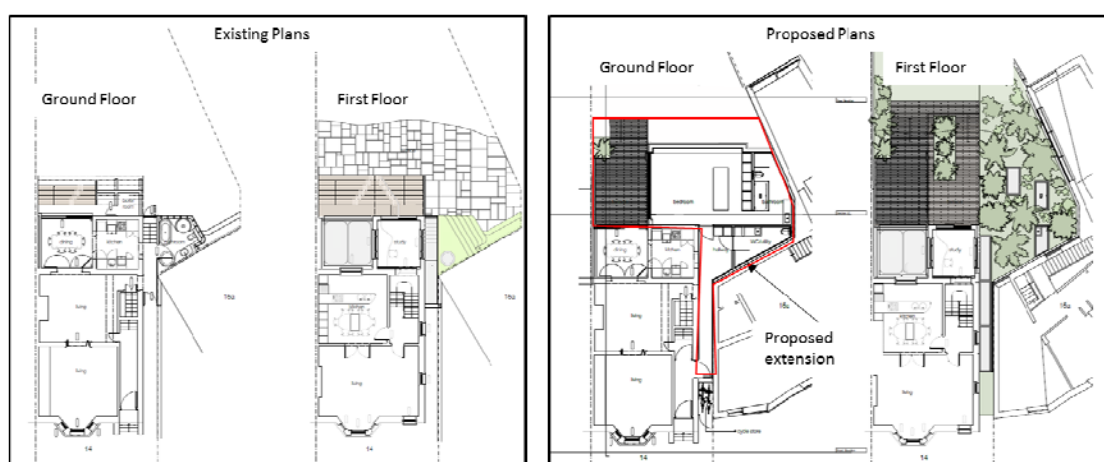 Existing Plans
Ground Floor
First Floor
dining
kitchen
study
living
kitchen
living
living
16a
16a
14
14
Proposed Plans
Ground Floor
First Floor
bedroom
bathroom
dining
kitchen
study
living
kitchen
living
living
16a
16a
Proposed
extension
cycle store
14
14